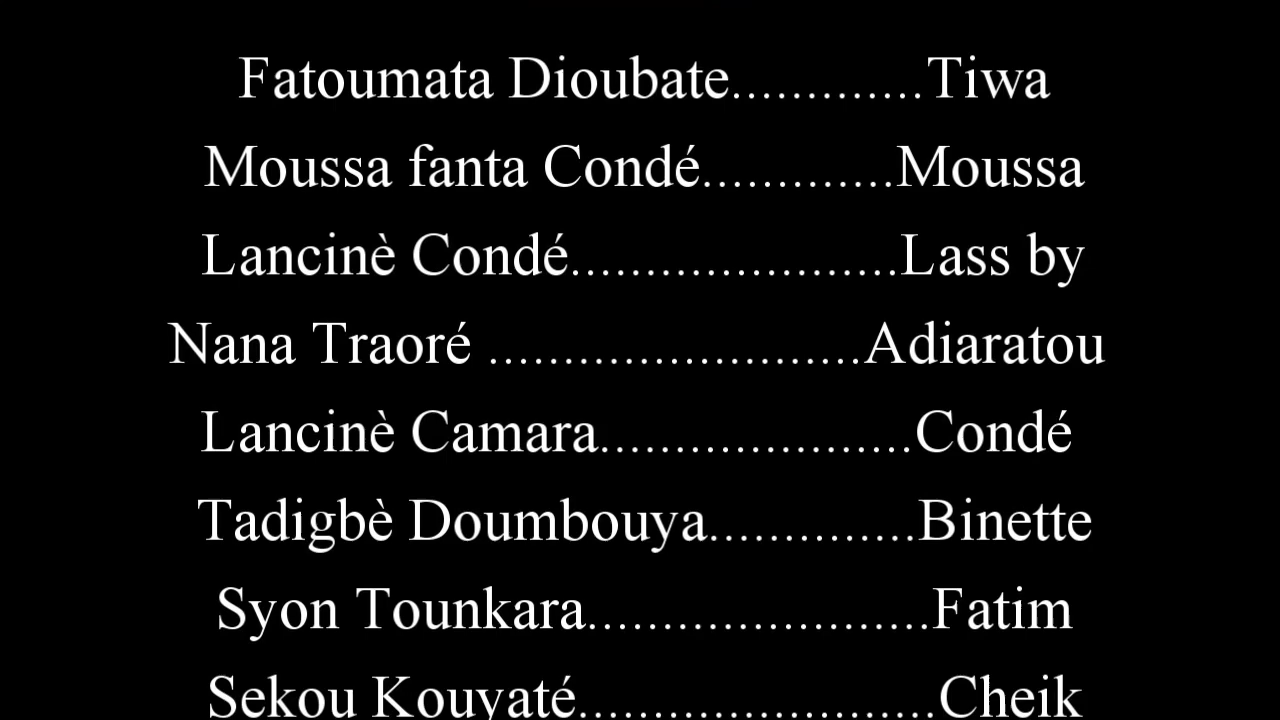 Fatoumata Dioubate.............Tiwa
Moussa fanta Condé.............Moussa
Lancinè Condé......................Lass by
Nana Traoré .........................Adiaratou
Lancinè Camara.....................Condé
Tadigbè Doumbouya..............Binette
Syon Tounkara.......................Fatim
Sekou Kouyaté........................Cheik